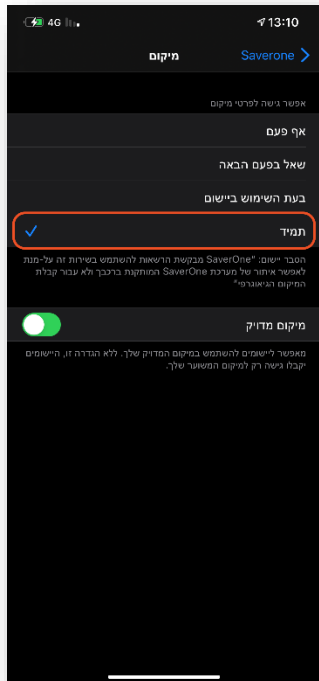 13:10
4G
Saverone
מיקום
אפשר גישה לפרטי מיקום
אף פעם
שאל בפעם הבאה
בעת השימוש ביישום
תמיד
הסבר יישום: "SaverOne מבקשת הרשאות להשתמש בשירות זה על-מנת
לאפשר איתור של מערכת SaverOne המותקנת ברכבך ולא עבור קבלת
המיקום הגיאוגרפי"
מיקום מדויק
מאפשר ליישומים להשתמש במיקום המדויק שלך. ללא הגדרה זו, היישומים
יקבלו גישה רק למיקום המשוער שלך.